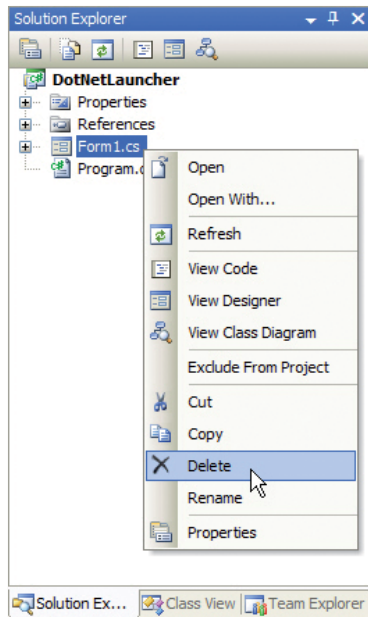 Solution Explorer
DotNetLauncher
Properties
References
Form1.cs
Program.c
Open
Open With...
Refresh
View Code
View Designer
View Class Diagram
Exclude From Project
Cut
Copy
Delete
Rename
Properties
Solution Ex... Class View Team Explorer